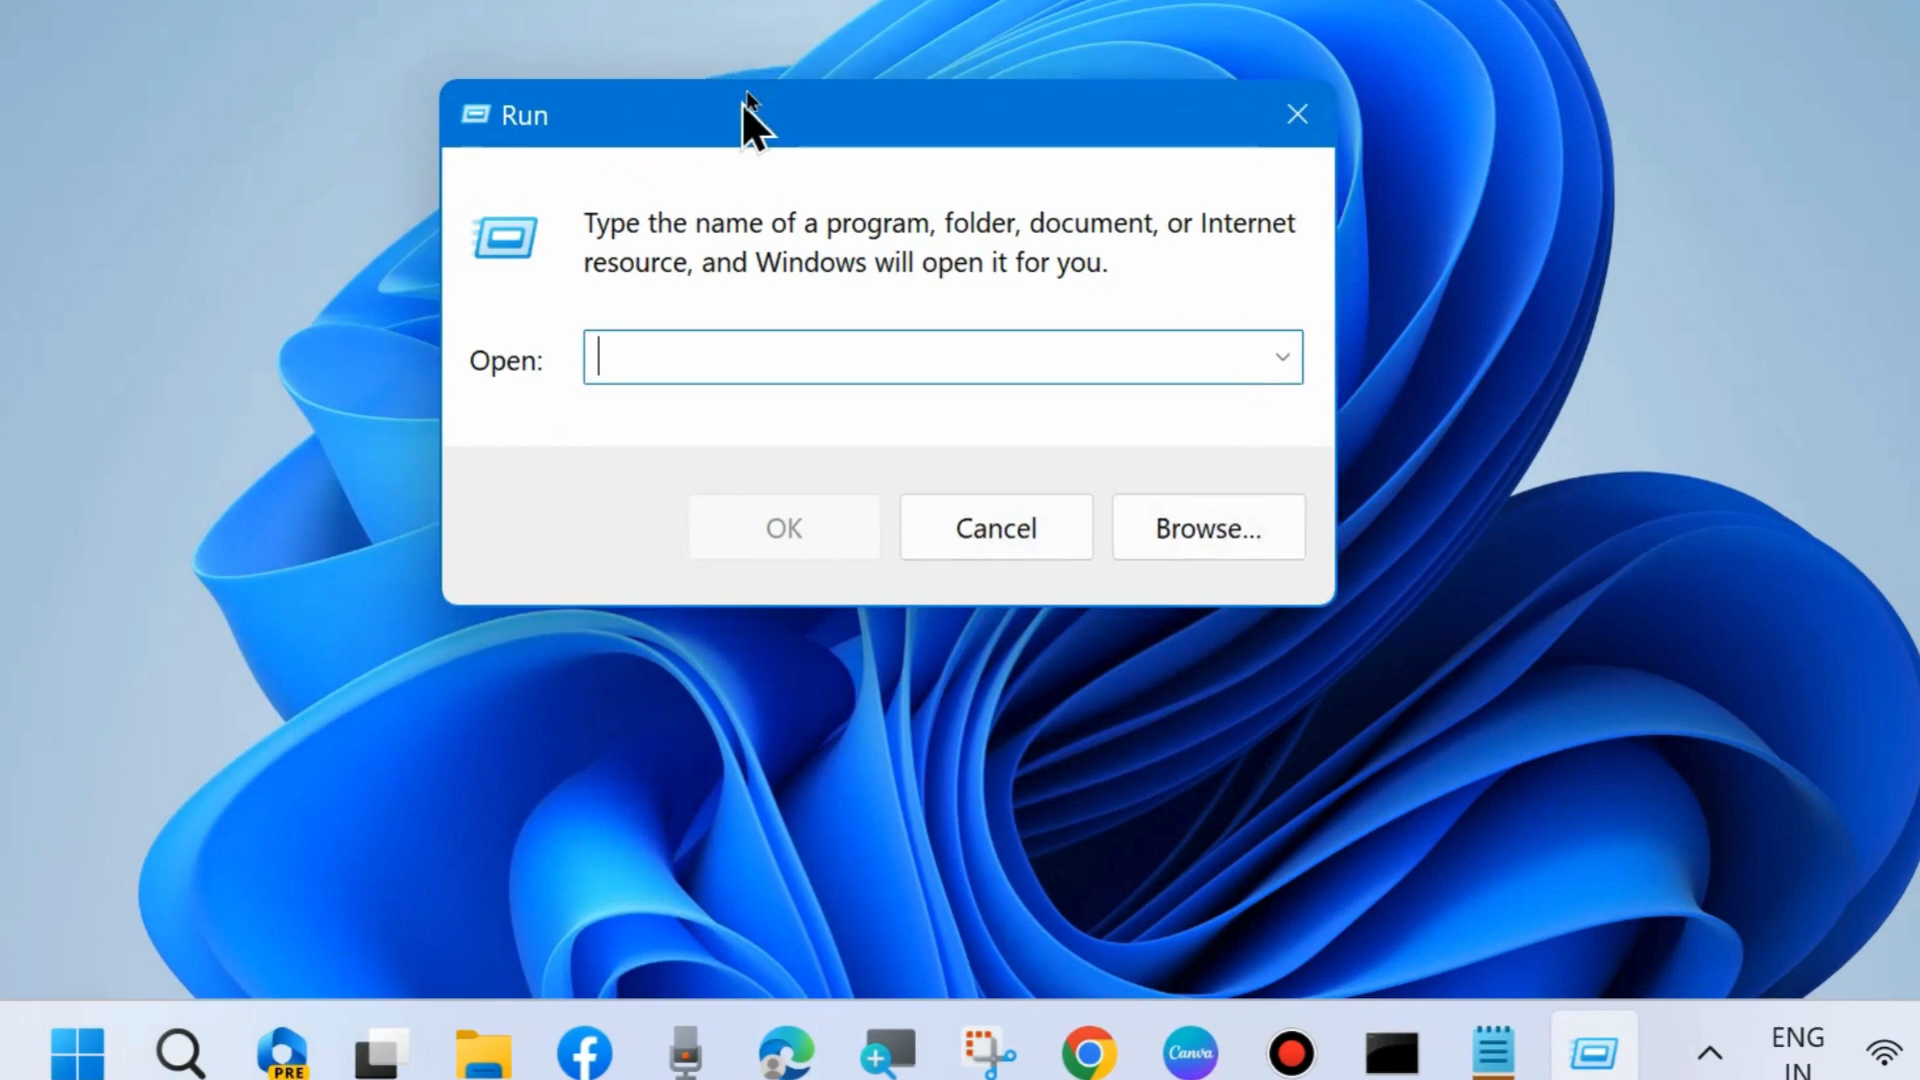 Run
Type the name of a program, folder, document, or Internet
resource, and Windows will open it for you.
Open:
OK
Cancel
Browse...
PRE
Canva
ENG
IN